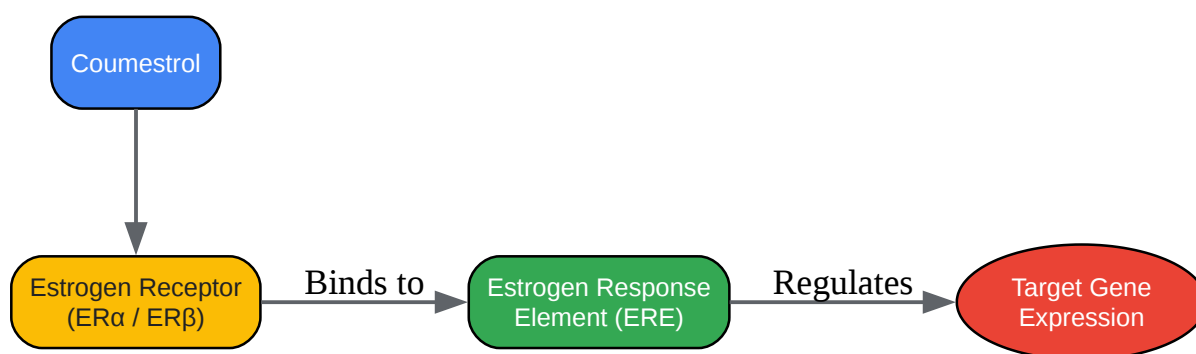 Coumestrol
Estrogen Receptor
(ERα / ERβ)
Binds to
Estrogen Response
Element (ERE)
Regulates
Target Gene
Expression